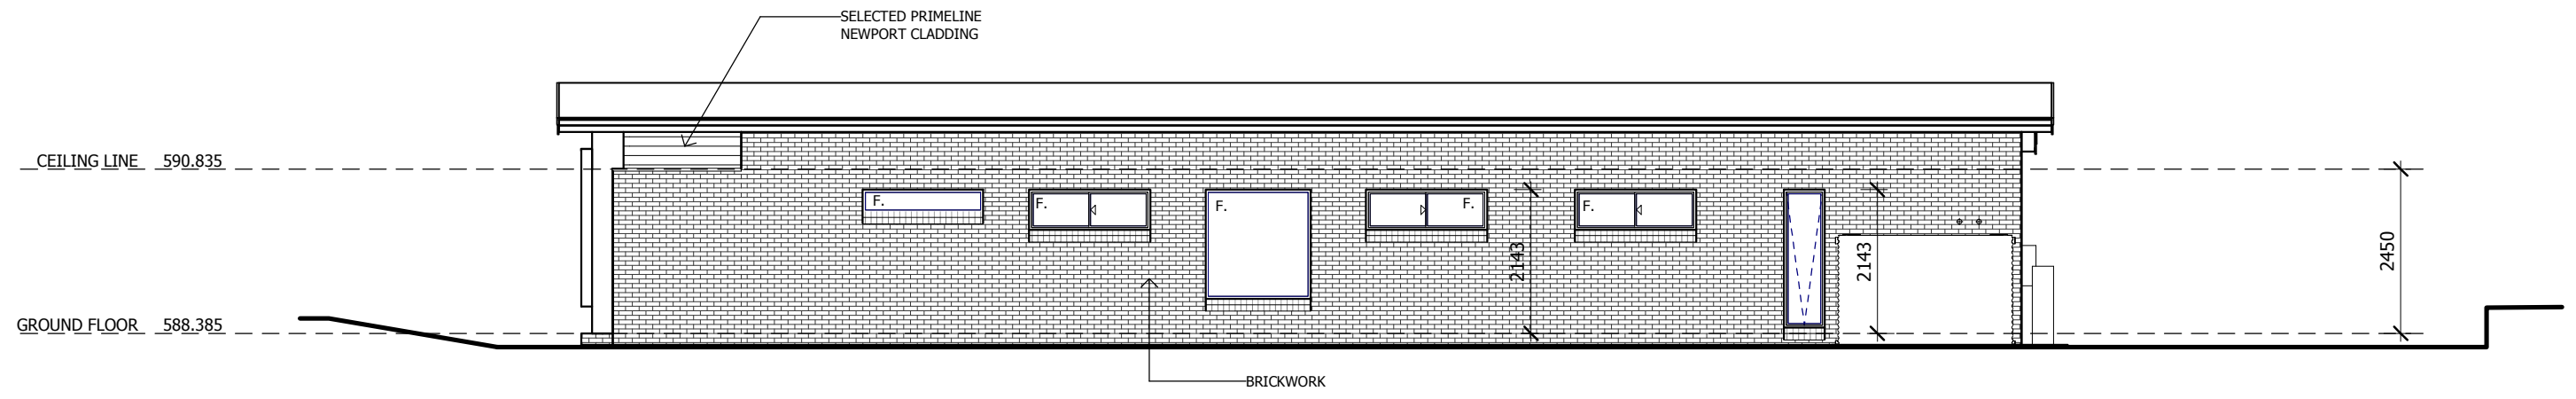 SELECTED PRIMELINE
NEWPORT CLADDING
CEILING LINE 590.835
F.
F.
F.
F.
F.
2143
2143
2450
GROUND FLOOR 588.385
BRICKWORK